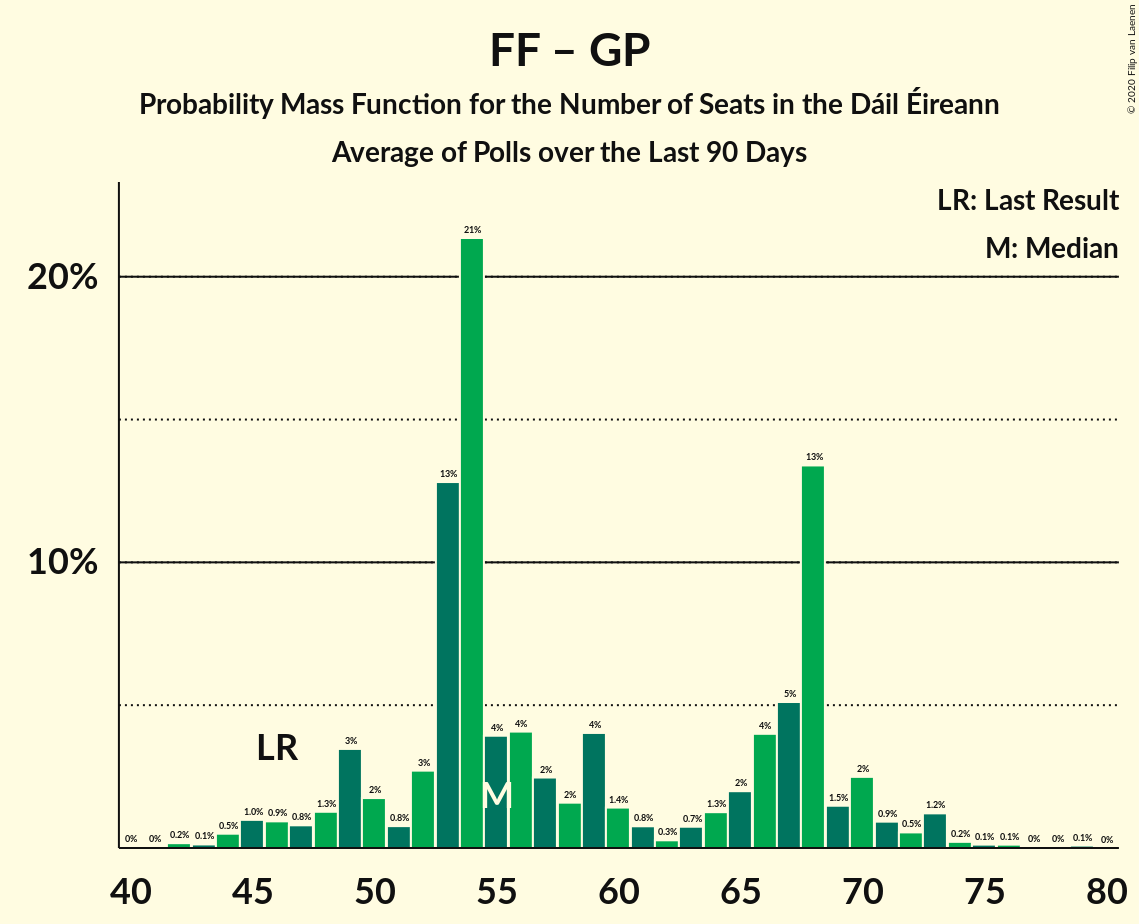 FF – GP
Probability Mass Function for the Number of Seats in the Dáil Éireann
Average of Polls over the Last 90 Days
© 2020 Filip van Laenen
LR: Last Result
M: Median
20%
10%
0% 0% 0.2% 0.1% 0.5% 1.0% 0.9% 0.8% 1.3% 3% 2% 0.8% 3% 13% 21% 4% 4% 2% 2% 4% 1.4% 0.8% 0.3% 0.7% 1.3% 2% 4% 5% 13% 1.5% 2% 0.9% 0.5% 1.2% 0.2% 0.1% 0.1% 0% 0% 0.1% 0%
LR
M
40 45 50 55 60 65 70 75 80